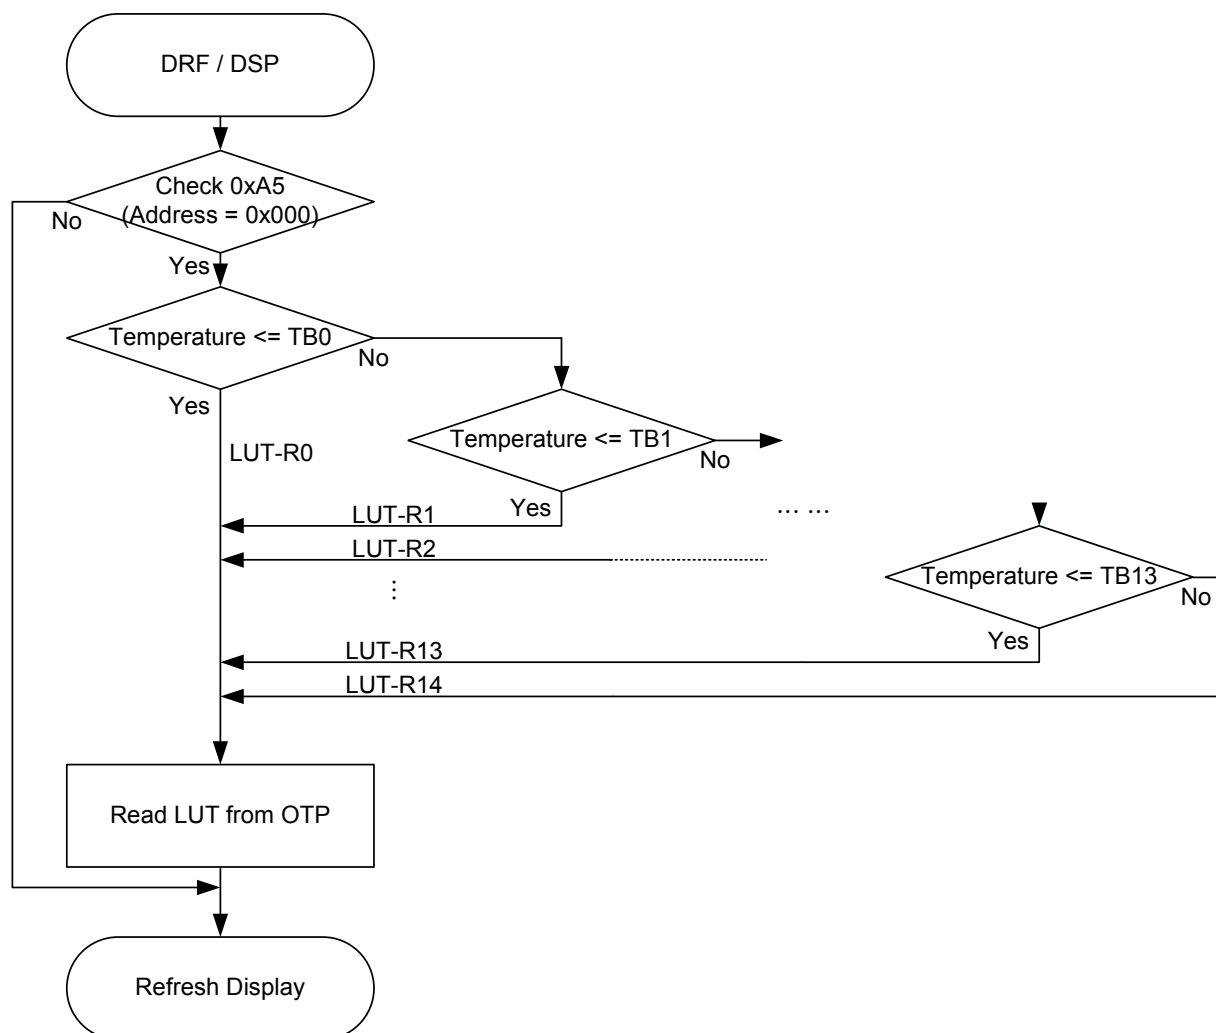 DRF / DSP
Check 0xA5
(Address = 0x000)
No
Yes
Temperature <= TB0
No
Yes
LUT-R0
Temperature <= TB1
No
Yes
LUT-R1
... ...
LUT-R2
Temperature <= TB13
No
...
Yes
LUT-R13
LUT-R14
Read LUT from OTP
Refresh Display